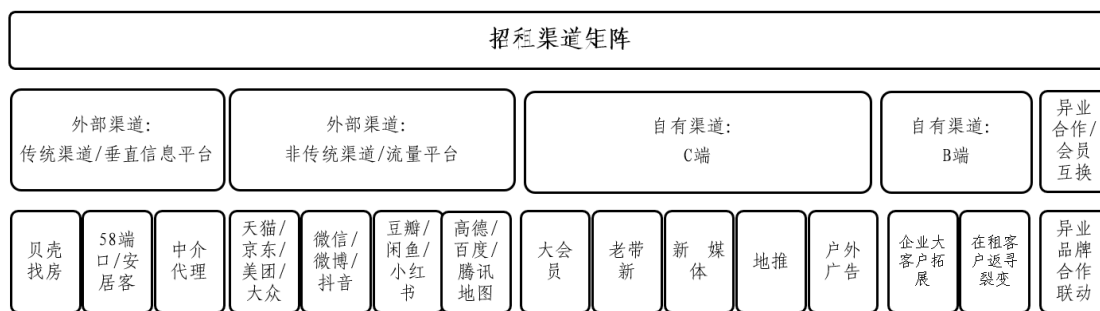 招租渠道矩阵
外部渠道:
传统渠道/垂直信息平台
外部渠道:
非传统渠道/流量平台
自有渠道:
C端
自有渠道:
B端
异业
合作/
会员
互换
贝壳
找房
58端
口/安
居客
中介
代理
天猫/
京东/
美团/
大众
微信/
微博/
抖音
豆瓣/
闲鱼/
小红
书
高德/
百度/
腾讯
地图
大会
员
老带
新
新 媒
体
地推
户外
广告
企业大
客户拓
展
在租客
户返寻
裂变
异业
品牌
合作
联动